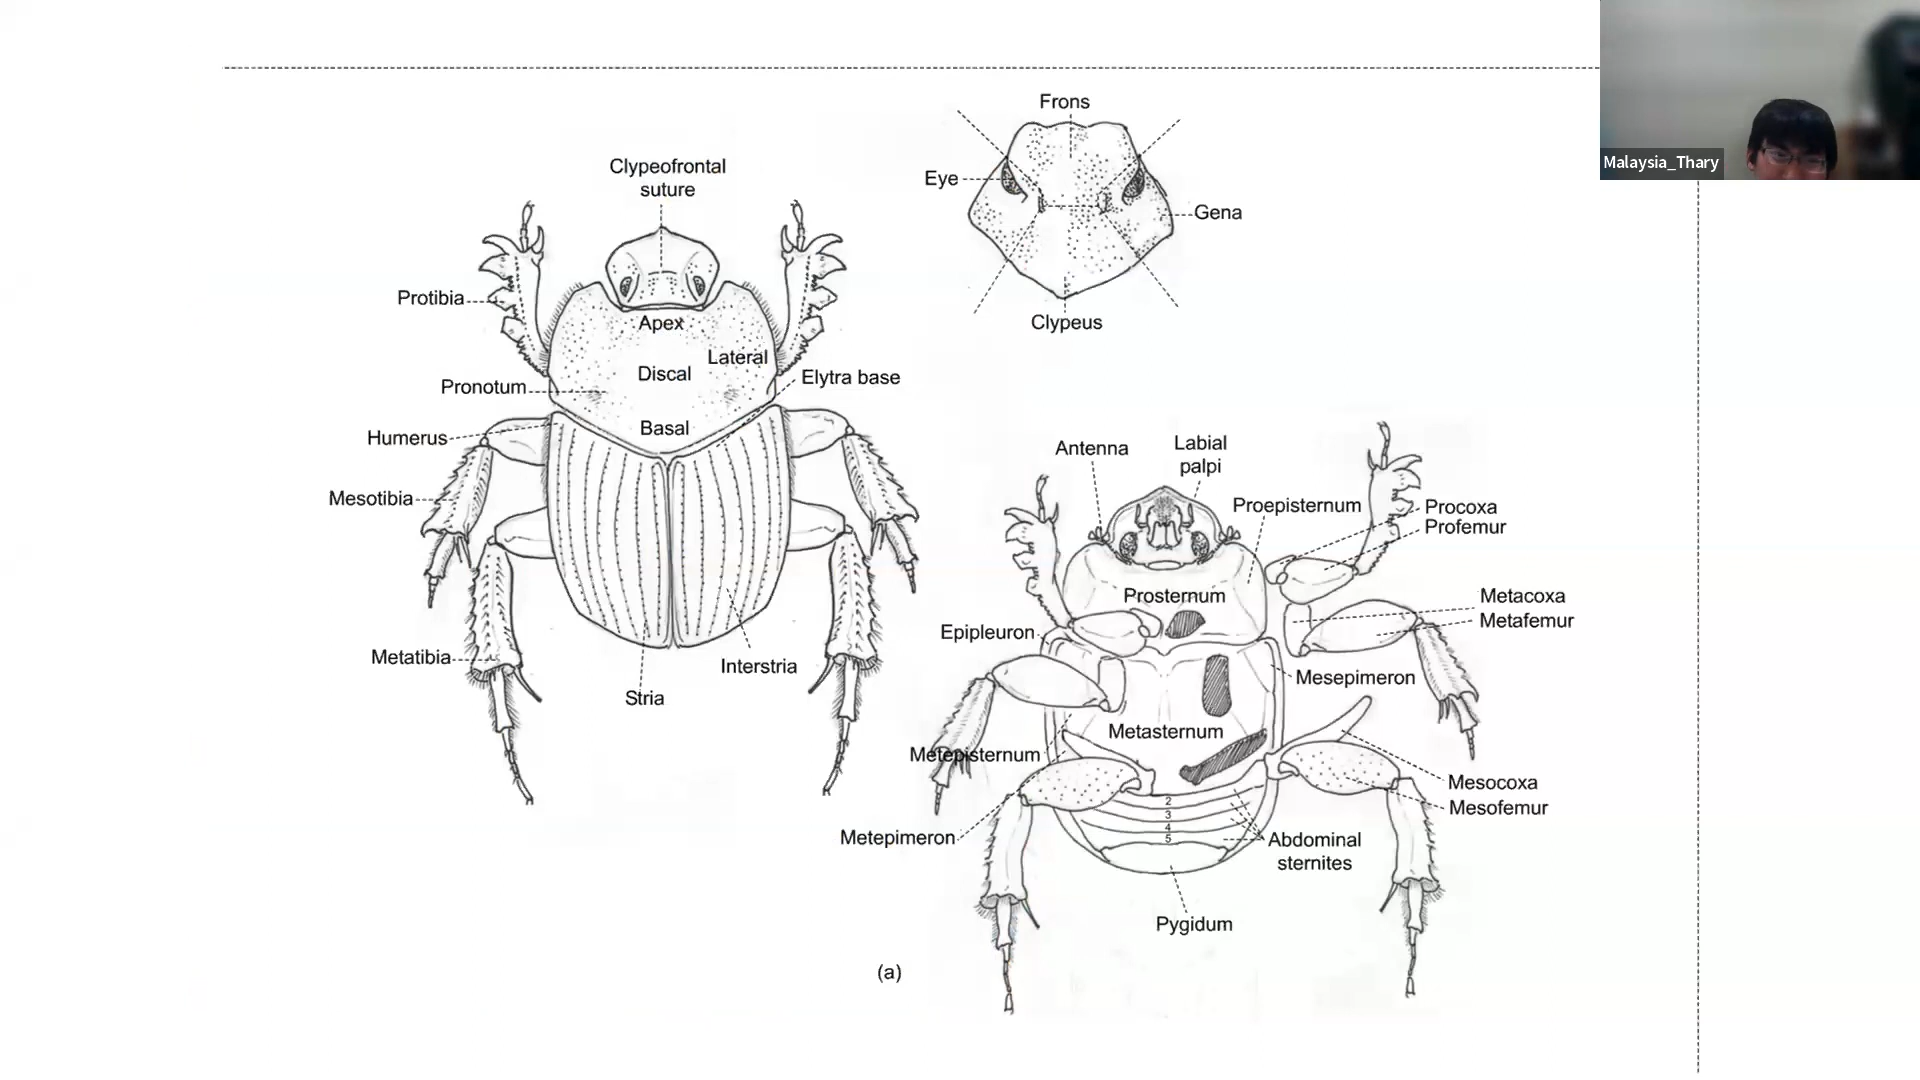 Malaysia_Thary
Clypeofrontal
suture
Protibia
Apex
Lateral
Discal
Pronotum
Elytra base
Basal
Humerus
Mesotibia
Metatibia
Interstria
Stria
Frons
Eye
Gena
Clypeus
Antenna
Labial
palpi
Proepisternum
Procoxa
Profemur
Prosternum
Metacoxa
Metafemur
Epipleuron
Mesepimeron
Metasternum
Metepisternum
Mesocoxa
Mesofemur
2
3
4
5
Metepimeron
Abdominal
sternites
Pygidum
(a)